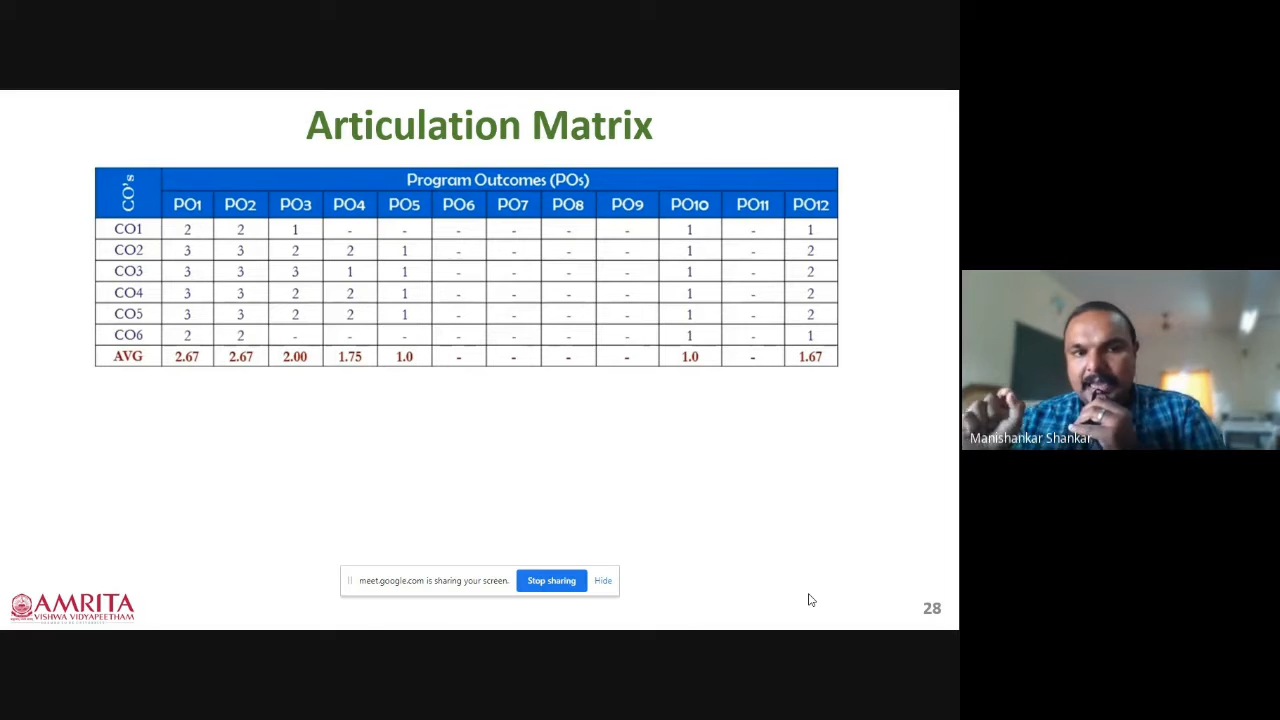 Articulation Matrix
CO's Program Outcomes (POs)
PO1 PO2 PO3 PO4 PO5 PO6 PO7 PO8 PO9 PO10 PO11 PO12
CO1 2 2 1 - - - - - - 1 - 1
CO2 3 3 2 2 1 - - - - 1 - 2
CO3 3 3 3 1 1 - - - - 1 - 2
CO4 3 3 2 2 1 - - - - 1 - 2
CO5 3 3 2 2 1 - - - - 1 - 2
CO6 2 2 - - - - - - - 1 - 1
AVG 2.67 2.67 2.00 1.75 1.0 - - - - 1.0 - 1.67
Manishankar Shankar
meet.google.com is sharing your screen. Stop sharing Hide
AMRITA
VISHWA VIDYAPEETHAM
28